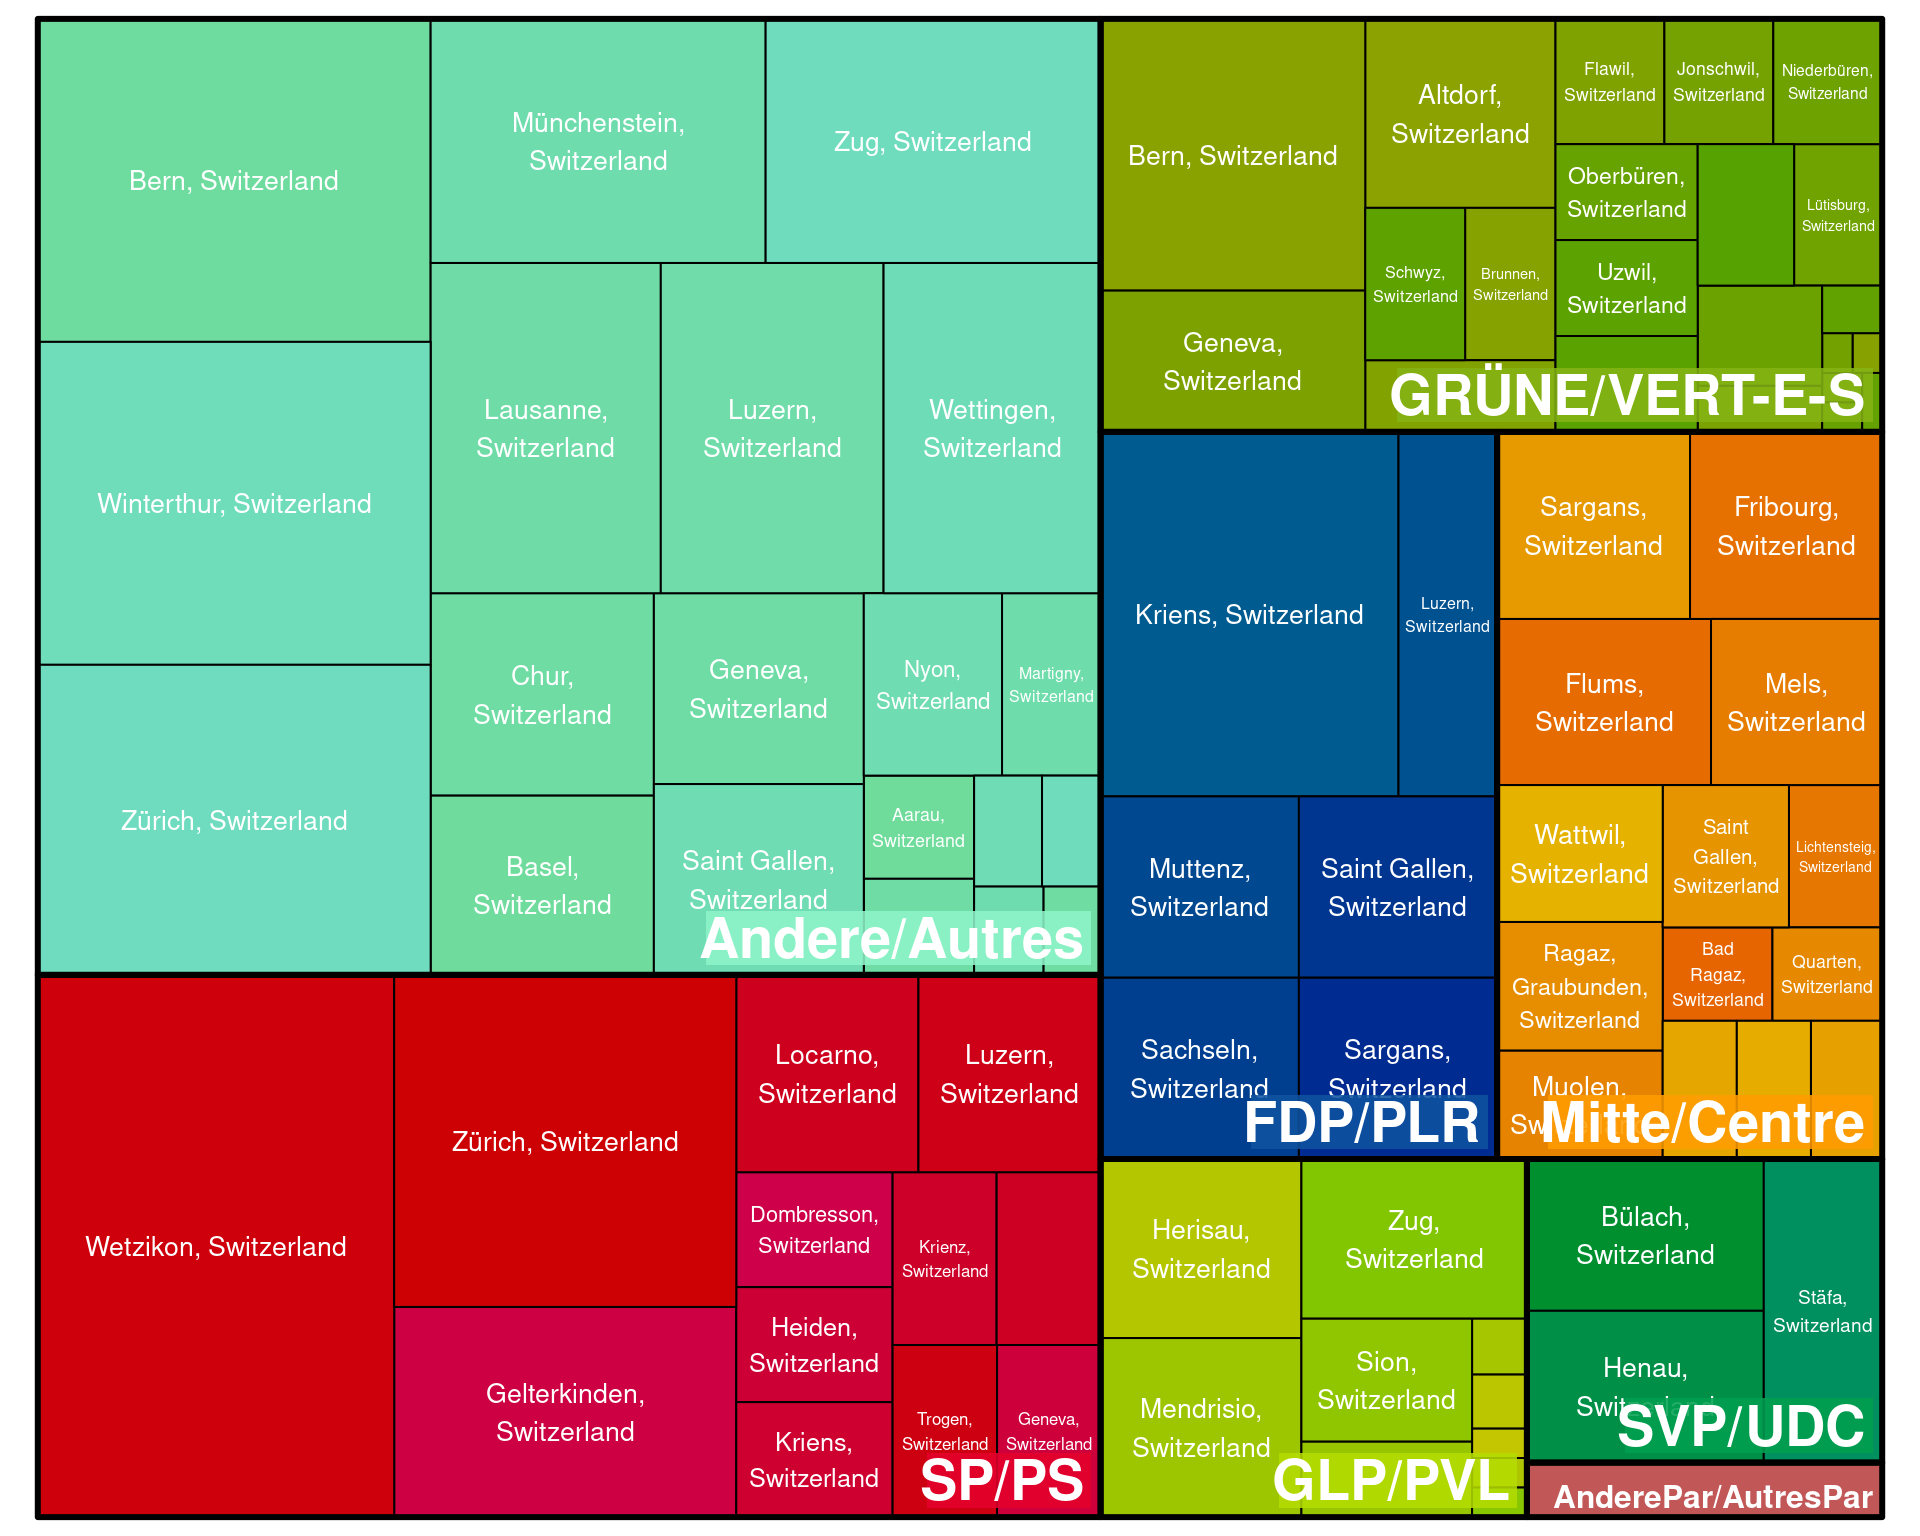 Bern, Switzerland
Münchenstein,
Switzerland
Zug, Switzerland
Winterthur, Switzerland
Lausanne,
Switzerland
Luzern,
Switzerland
Wettingen,
Switzerland
Zürich, Switzerland
Chur,
Switzerland
Geneva,
Switzerland
Nyon,
Switzerland
Martigny,
Switzerland
Basel,
Switzerland
Saint Gallen,
Switzerland
Aarau,
Switzerland
Andere/Autres
Wetzikon, Switzerland
Zürich, Switzerland
Gelterkinden,
Switzerland
Locarno,
Switzerland
Luzern,
Switzerland
Dombresson,
Switzerland
Krienz,
Switzerland
Heiden,
Switzerland
Kriens,
Switzerland
Trogen,
Switzerland
Geneva,
Switzerland
SP/PS
Bern, Switzerland
Geneva,
Switzerland
Altdorf,
Switzerland
Schwyz,
Switzerland
Brunnen,
Switzerland
Flawil,
Switzerland
Jonschwil,
Switzerland
Niederbüren,
Switzerland
Oberbüren,
Switzerland
Lütisburg,
Switzerland
Uzwil,
Switzerland
GRÜNE/VERT-E-S
Kriens, Switzerland
Luzern,
Switzerland
Muttenz,
Switzerland
Saint Gallen,
Switzerland
Sachseln,
Switzerland
Sargans,
Switzerland
FDP/PLR
Sargans,
Switzerland
Fribourg,
Switzerland
Flums,
Switzerland
Mels,
Switzerland
Wattwil,
Switzerland
Saint
Gallen,
Switzerland
Lichtensteig,
Switzerland
Ragaz,
Graubunden,
Switzerland
Bad
Ragaz,
Switzerland
Quarten,
Switzerland
Muolen,
Mitte/Centre
Herisau,
Switzerland
Zug,
Switzerland
Mendrisio,
Switzerland
Sion,
Switzerland
GLP/PVL
Bülach,
Switzerland
Henau,
Switzerland
Stäfa,
Switzerland
SVP/UDC
AnderePar/AutresPar